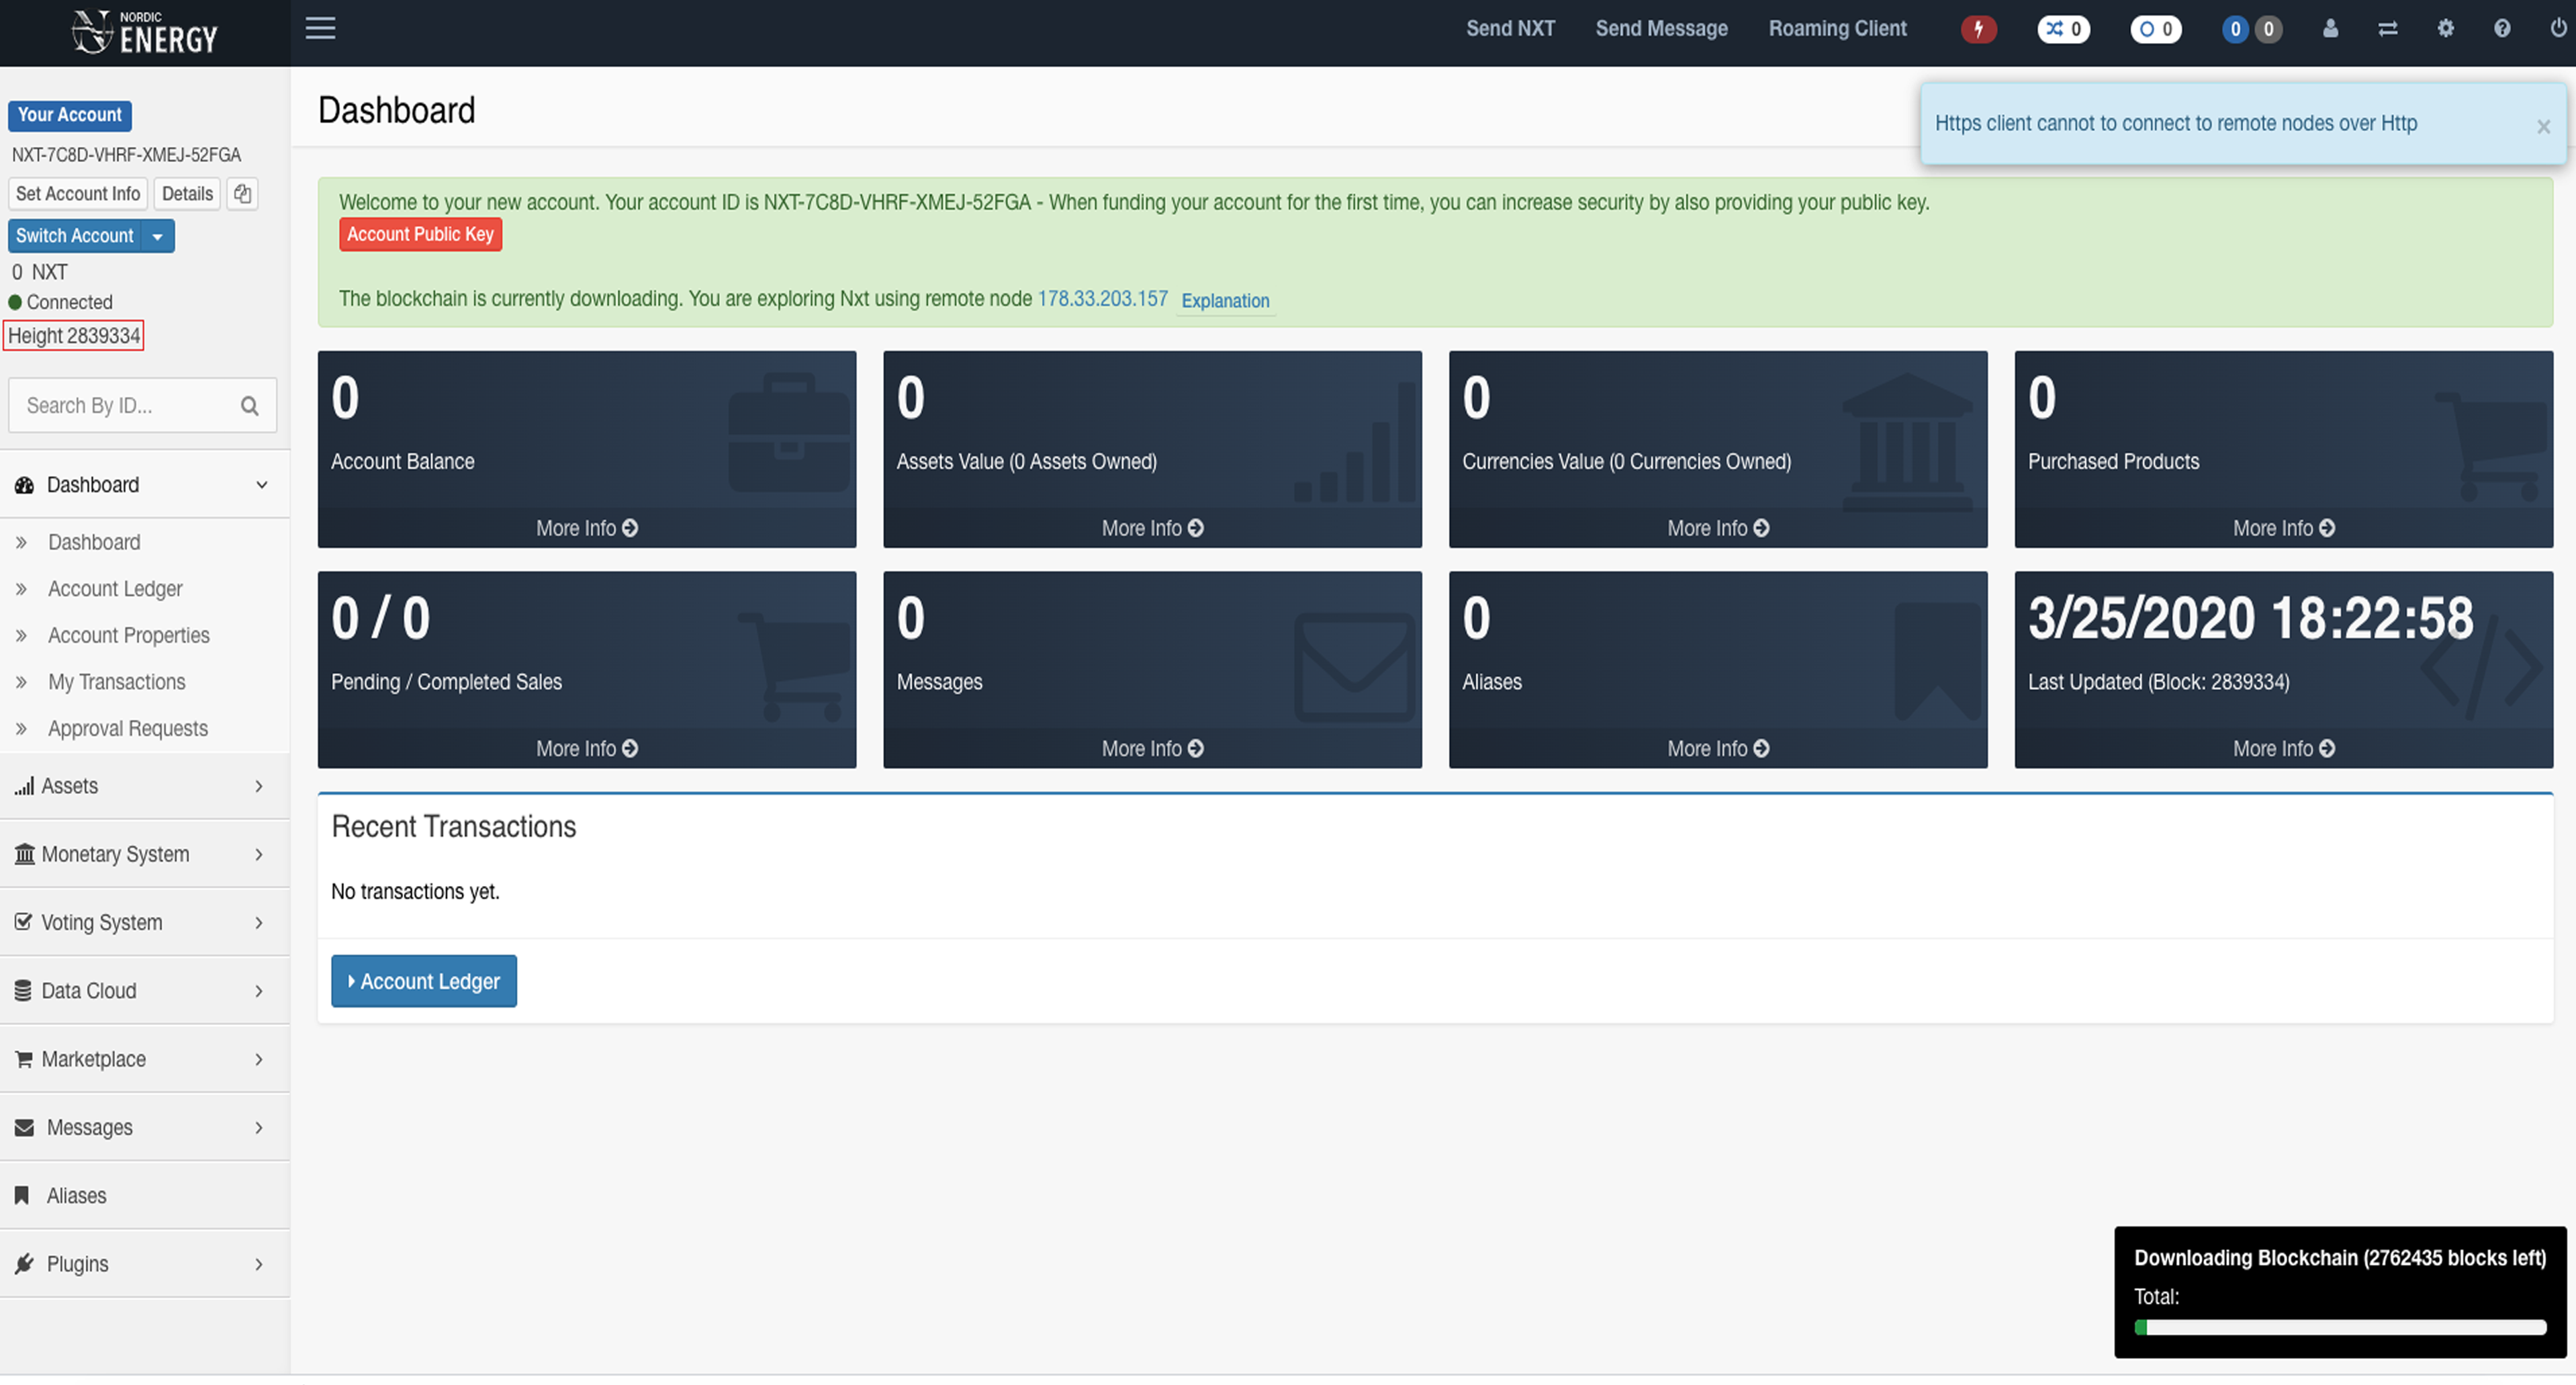 NORDIC
ENERGY
Send NXT Send Message Roaming Client 0 0 0 0
Your Account
NXT-7C8D-VHRF-XMEJ-52FGA
Set Account Info Details
Switch Account
0 NXT
Connected
Height 2839334
Search By ID...
Dashboard
Dashboard
Account Ledger
Account Properties
My Transactions
Approval Requests
Assets
Monetary System
Voting System
Data Cloud
Marketplace
Messages
Aliases
Plugins
Dashboard
Https client cannot to connect to remote nodes over Http ×
Welcome to your new account. Your account ID is NXT-7C8D-VHRF-XMEJ-52FGA - When funding your account for the first time, you can increase security by also providing your public key.
Account Public Key
The blockchain is currently downloading. You are exploring Nxt using remote node 178.33.203.157 Explanation
0
Account Balance
More Info
0
Assets Value (0 Assets Owned)
More Info
0
Currencies Value (0 Currencies Owned)
More Info
0
Purchased Products
More Info
0 / 0
Pending / Completed Sales
More Info
0
Messages
More Info
0
Aliases
More Info
3/25/2020 18:22:58
Last Updated (Block: 2839334)
More Info
Recent Transactions
No transactions yet.
Account Ledger
Downloading Blockchain (2762435 blocks left)
Total: